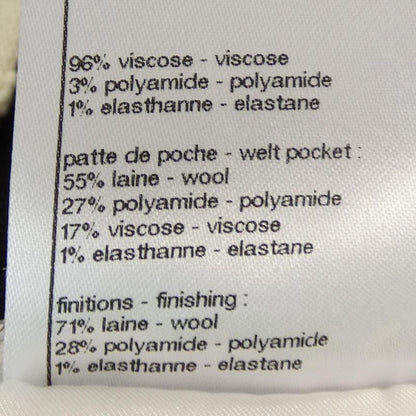 96% viscose - viscose
3% polyamide - polyamide
1% elasthanne - elastane
patte de poche - welt pocket :
55% laine - wool
27% polyamide - polyamide
17% viscose - viscose
1% elasthanne - elastane
finitions - finishing :
71% laine - wool
28% polyamide - polyamide
1% elasthanne - elastane